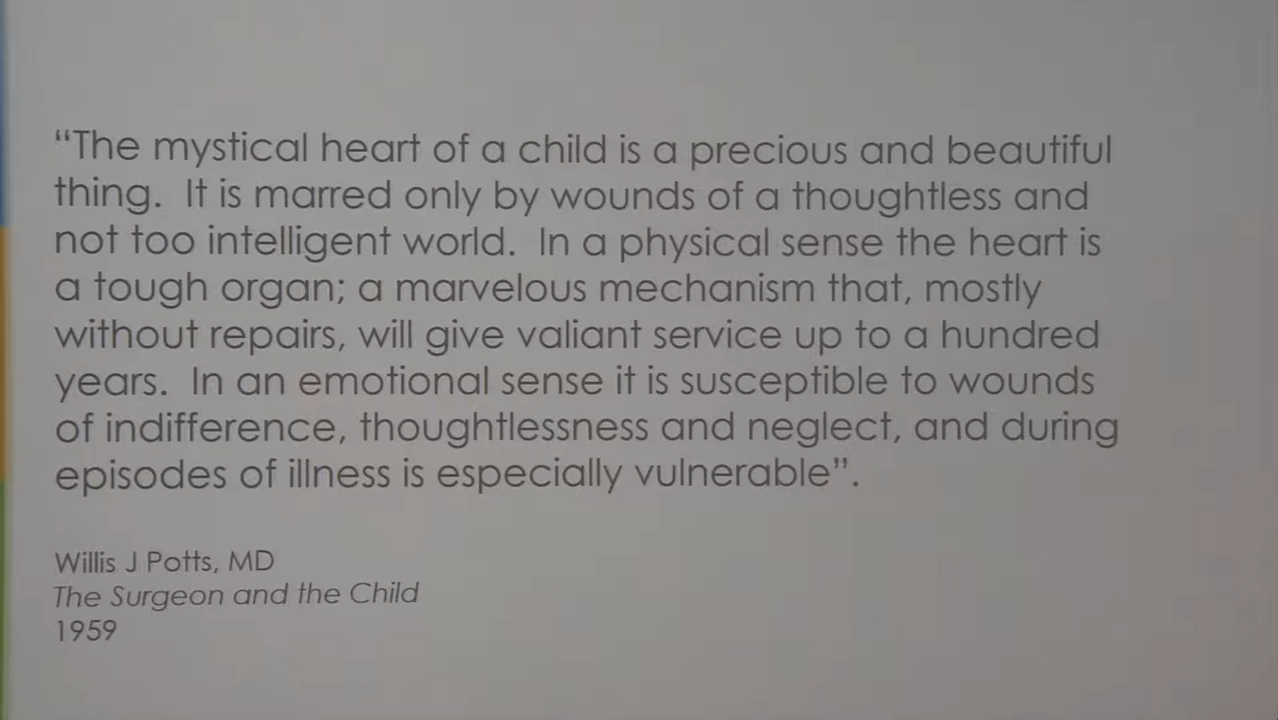 “The mystical heart of a child is a precious and beautiful
thing.  It is marred only by wounds of a thoughtless and
not too intelligent world.  In a physical sense the heart is
a tough organ; a marvelous mechanism that, mostly
without repairs, will give valiant service up to a hundred
years.  In an emotional sense it is susceptible to wounds
of indifference, thoughtlessness and neglect, and during
episodes of illness is especially vulnerable”.
Willis J Potts, MD
The Surgeon and the Child
1959